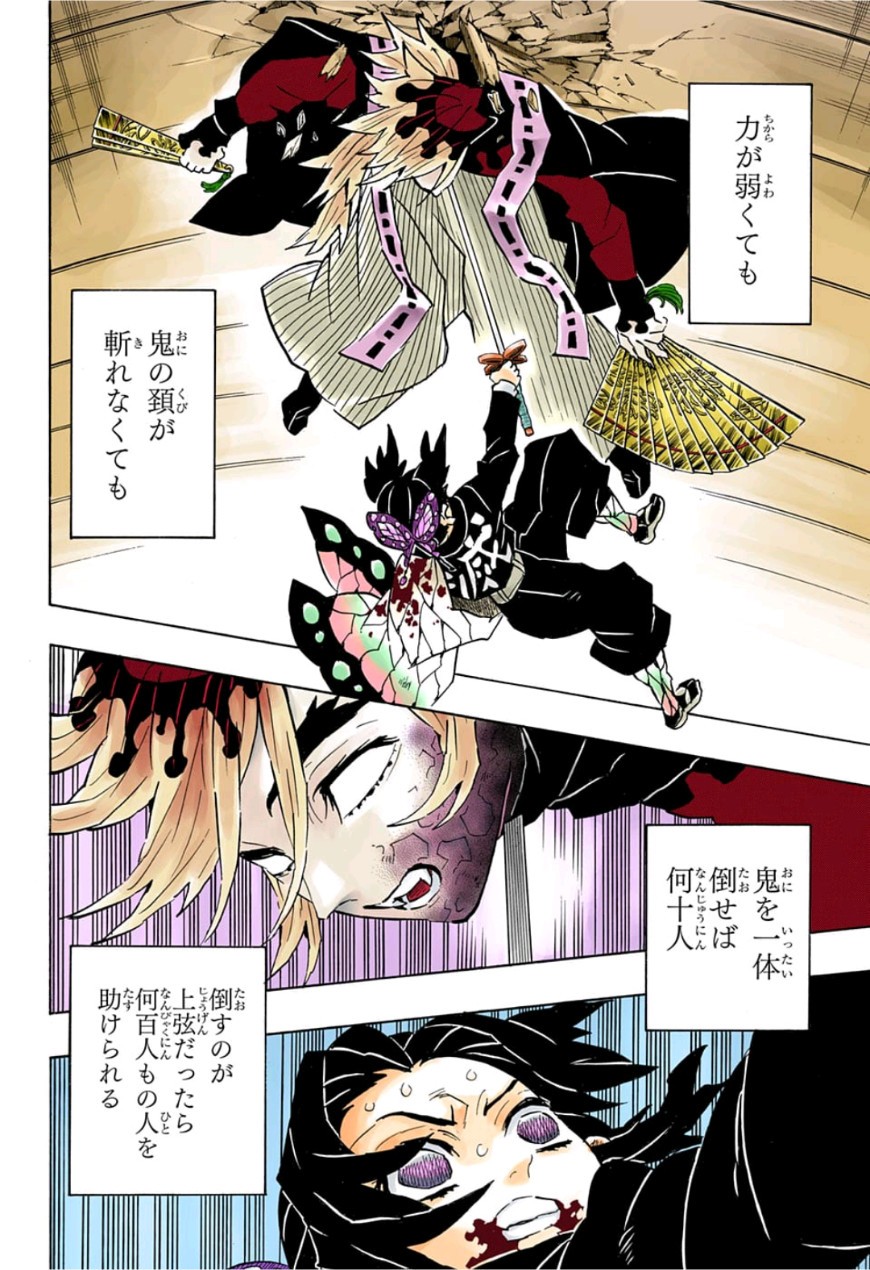 力が弱くても
鬼の頚が
斬れなくても
鬼を一体
倒せば
何十人
倒すのが
上弦だったら
何百人もの人を
助けられる
滅